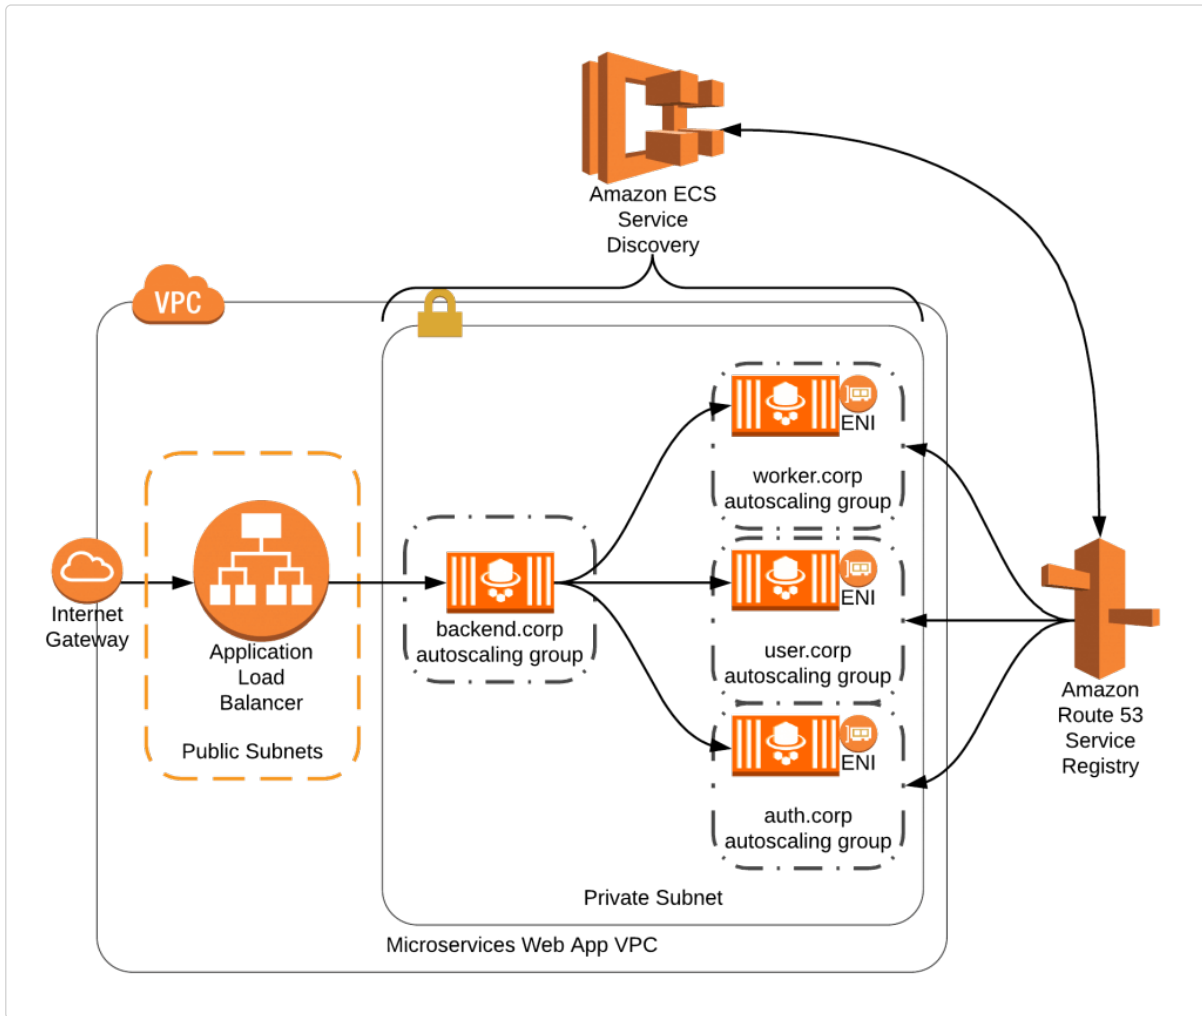 Amazon ECS
Service
Discovery
VPC
ENI
worker.corp
autoscaling group
Internet
Gateway
Application
Load
Balancer
Public Subnets
backend.corp
autoscaling group
ENI
user.corp
autoscaling group
ENI
auth.corp
autoscaling group
Amazon
Route 53
Service
Registry
Private Subnet
Microservices Web App VPC